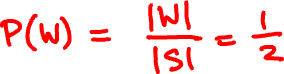 P(W) = |W| / |S| = 1/2